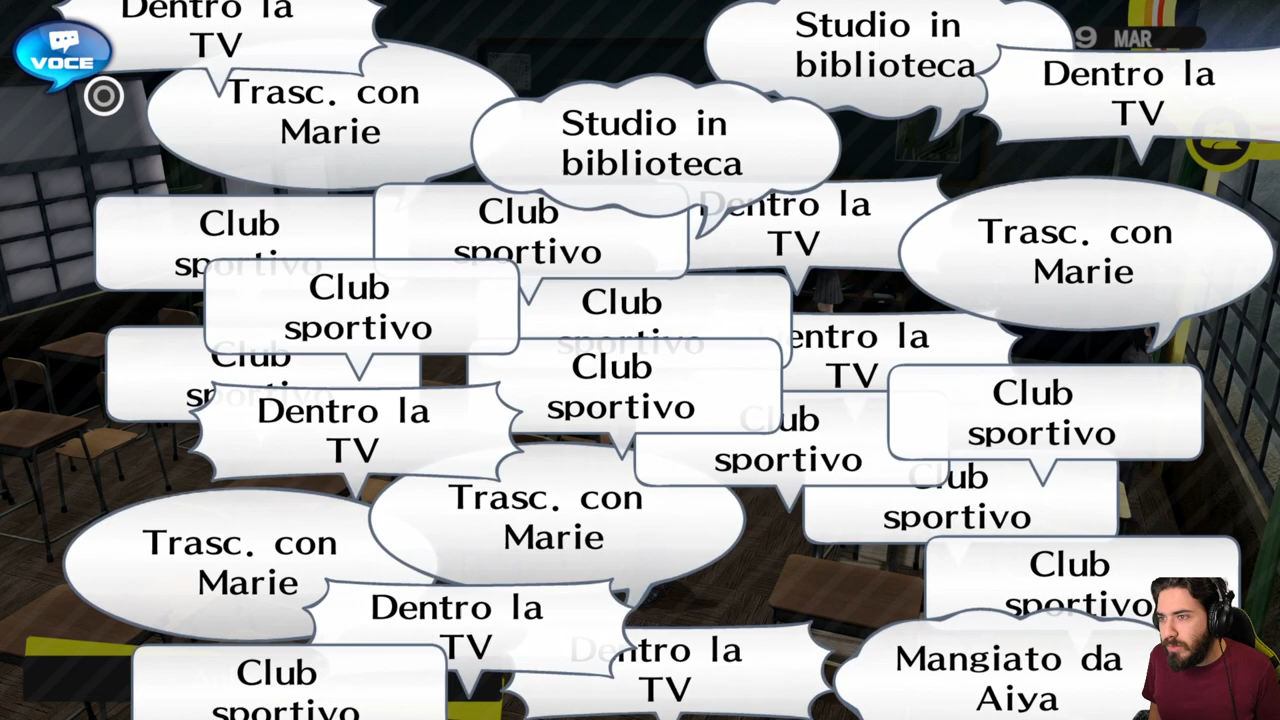 Dentro la
TV
VOCE
Trasc. con
Marie
Studio in
biblioteca
9 MAR
Dentro la
TV
Studio in
biblioteca
Club
sportivo
Club
sportivo
Dentro la
TV
Trasc. con
Marie
Club
sportivo
Club
sportivo
Dentro la
TV
Club
sportivo
Club
sportivo
Dentro la
TV
Club
sportivo
Club
sportivo
Club
sportivo
Trasc. con
Marie
Trasc. con
Marie
Club
sportivo
Dentro la
TV
Dentro la
TV
Mangiato da
Aiya
Club
sportivo